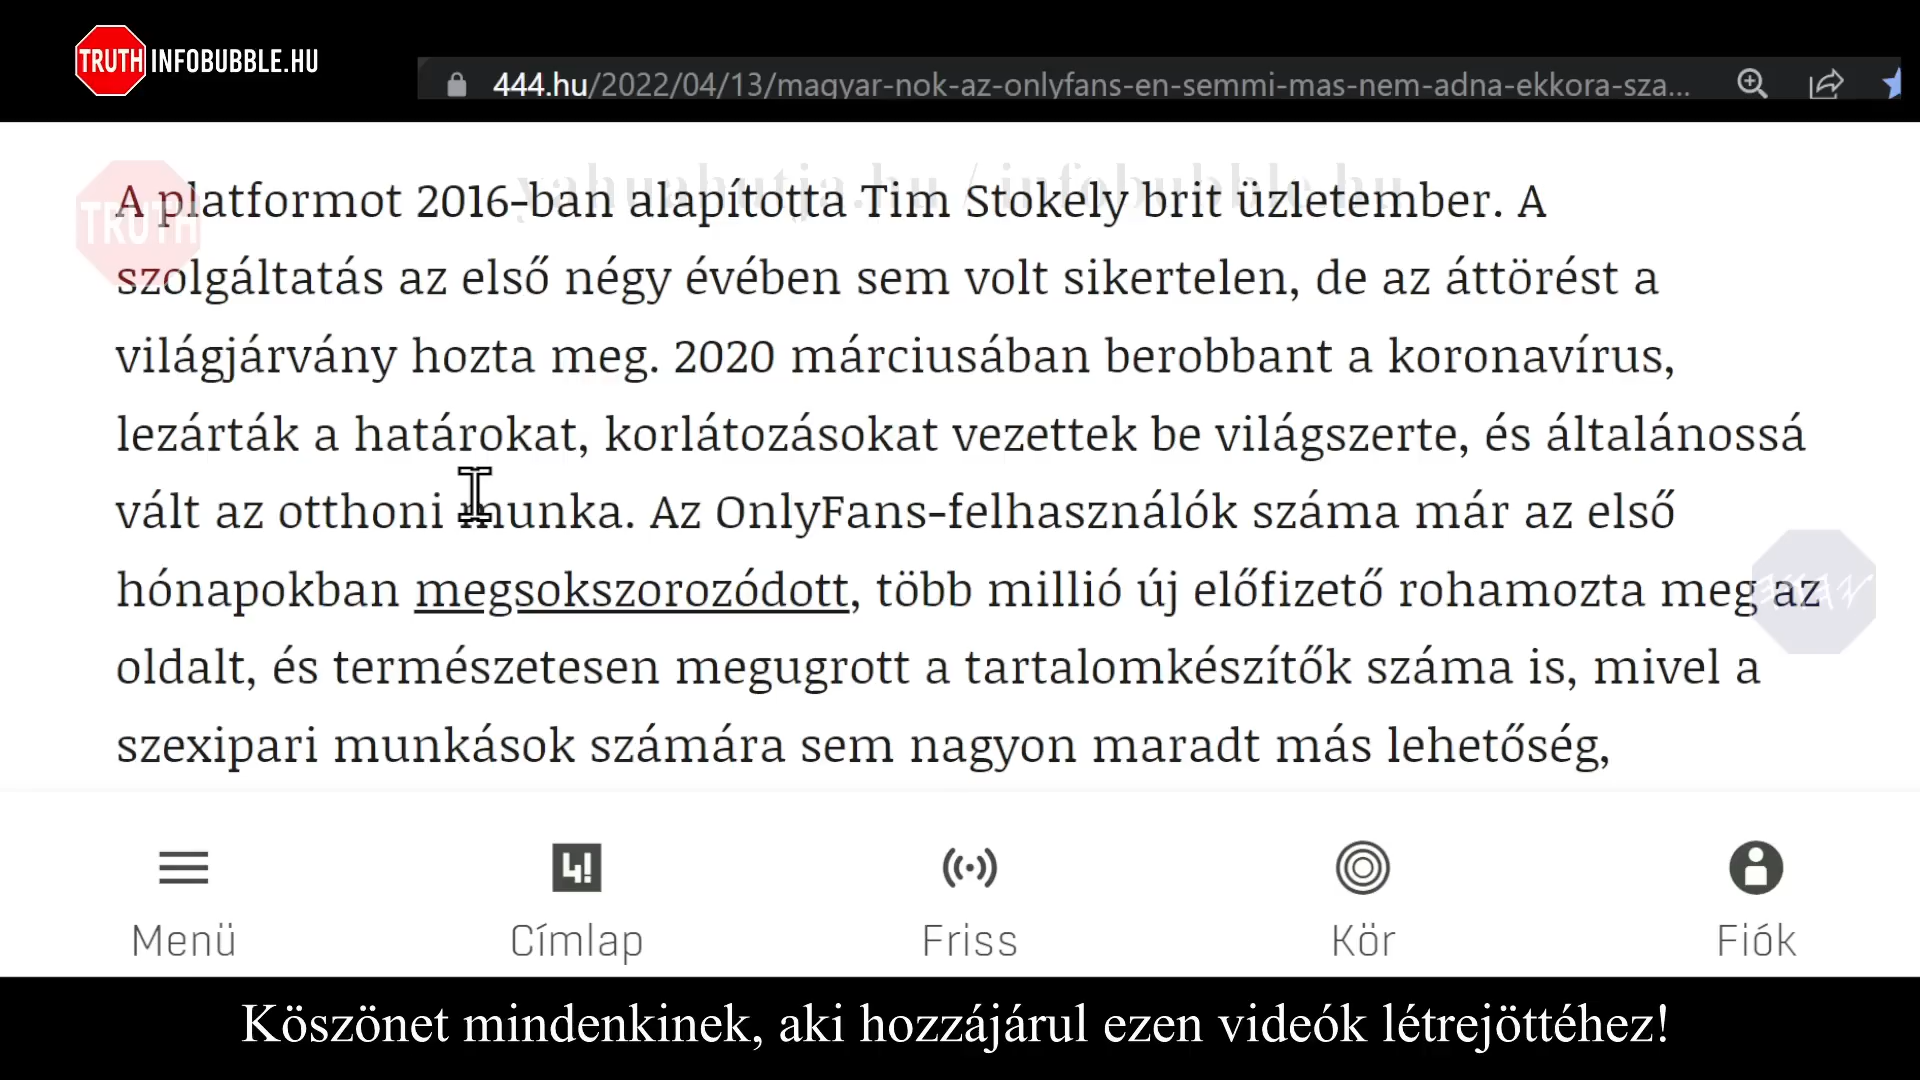 TRUTH INFOBUBBLE.HU
444.hu/2022/04/13/magyar-nok-az-onlyfans-en-semmi-mas-nem-adna-ekkora-sza...
yahuahutja.hu / infobubble.hu
TRUTH
A platformot 2016-ban alapította Tim Stokely brit üzletember. A
szolgáltatás az első négy évében sem volt sikertelen, de az áttörést a
világjárvány hozta meg. 2020 márciusában berobbant a koronavírus,
lezárták a határokat, korlátozásokat vezettek be világszerte, és általánossá
vált az otthoni munka. Az OnlyFans-felhasználók száma már az első
hónapokban megsokszorozódott, több millió új előfizető rohamozta meg az
oldalt, és természetesen megugrott a tartalomkészítők száma is, mivel a
szexipari munkások számára sem nagyon maradt más lehetőség,
Menü Címlap Friss Kör Fiók
Köszönet mindenkinek, aki hozzájárul ezen videók létrejöttéhez!